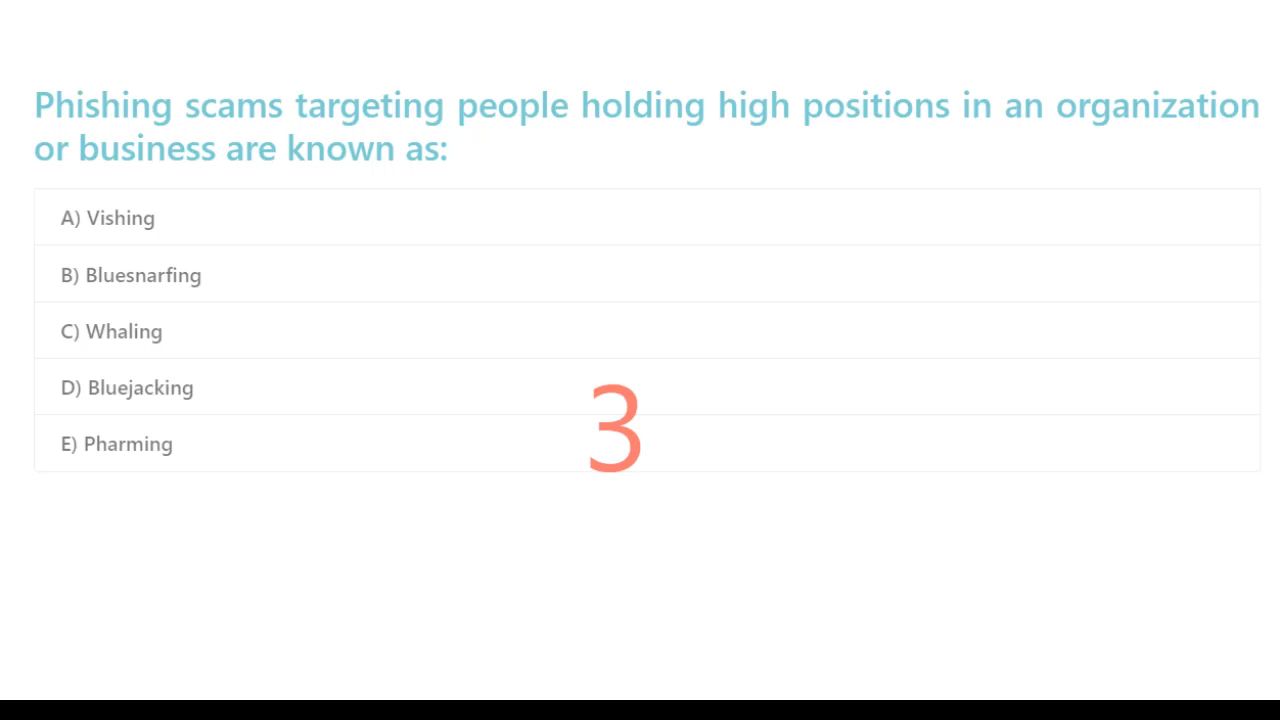 Phishing scams targeting people holding high positions in an organization
or business are known as:
A) Vishing
B) Bluesnarfing
C) Whaling
D) Bluejacking
3
E) Pharming